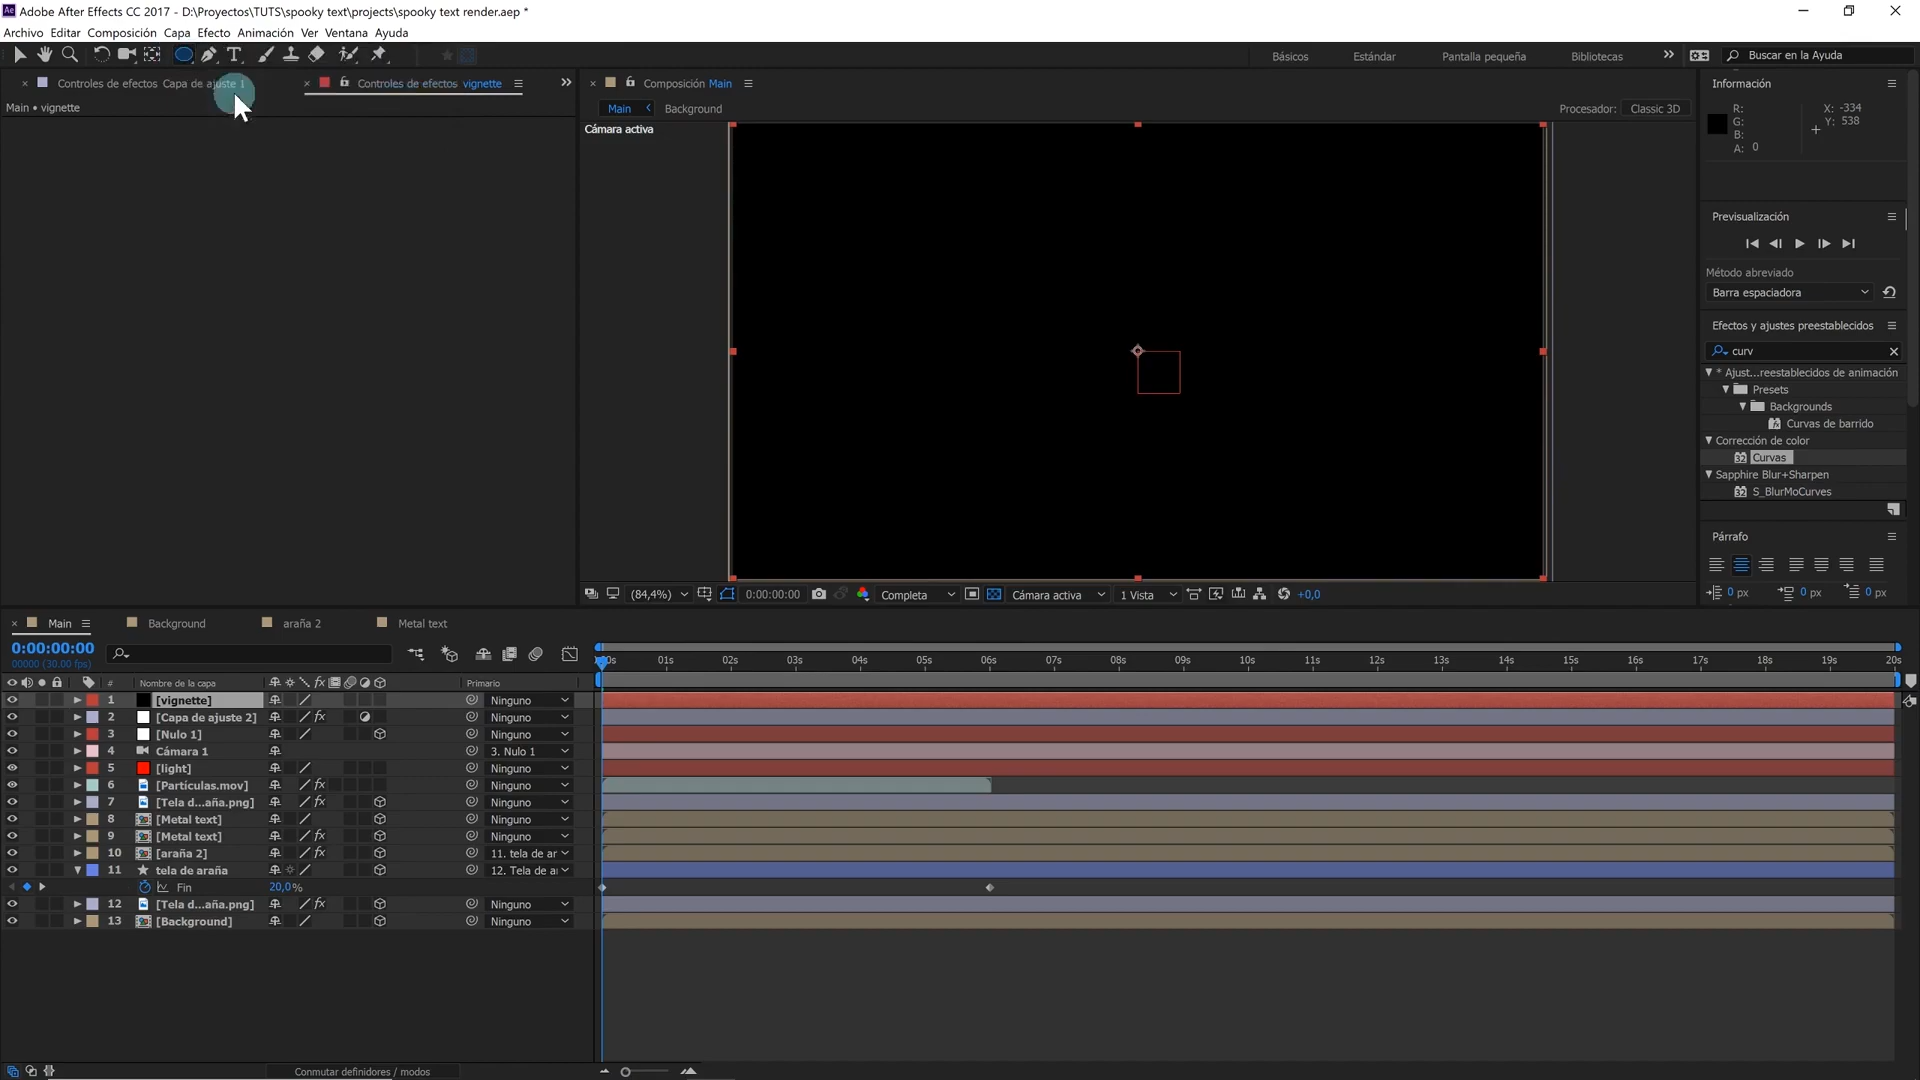 Adobe After Effects CC 2017 - D:\Proyectos\TUTS\spooky text\projects\spooky text render.aep *
Archivo Editar Composición Capa Efecto Animación Ver Ventana Ayuda
Básicos Estándar Pantalla pequeña Bibliotecas Buscar en la Ayuda
Controles de efectos Capa de ajuste 1
Controles de efectos vignette
Composición Main
Información
Main • vignette
Main Background
Procesador: Classic 3D
Cámara activa
R:
G:
B:
A: 0
X: -334
Y: 538
Previsualización
Método abreviado
Barra espaciadora
Efectos y ajustes preestablecidos
curv
* Ajust...reestablecidos de animación
Presets
Backgrounds
Curvas de barrido
Corrección de color
Curvas
Sapphire Blur+Sharpen
S_BlurMoCurves
Párrafo
0 px 0 px 0 px
(84,4%) 0:00:00:00 Completa Cámara activa 1 Vista +0,0
Main Background araña 2 Metal text
0:00:00:00
00000 (30.00 fps)
00s 01s 02s 03s 04s 05s 06s 07s 08s 09s 10s 11s 12s 13s 14s 15s 16s 17s 18s 19s 20s
# Nombre de la capa Primario
1 [vignette] Ninguno
2 [Capa de ajuste 2] Ninguno
3 [Nulo 1] Ninguno
4 Cámara 1 3. Nulo 1
5 [light] Ninguno
6 [Partículas.mov] Ninguno
7 [Tela d...aña.png] Ninguno
8 [Metal text] Ninguno
9 [Metal text] Ninguno
10 [araña 2] 11. tela de ar
11 tela de araña 12. Tela de a
Fin 20,0%
12 [Tela d...aña.png] Ninguno
13 [Background] Ninguno
Conmutar definidores / modos